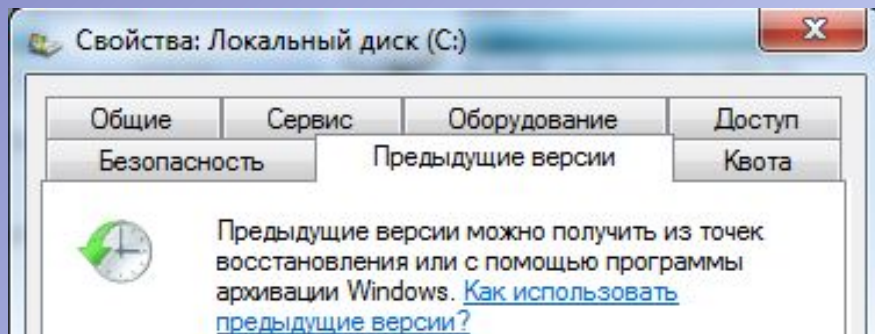 Свойства: Локальный диск (C:)
Общие Сервис Оборудование Доступ
Безопасность Предыдущие версии Квота
Предыдущие версии можно получить из точек
восстановления или с помощью программы
архивации Windows. Как использовать
предыдущие версии?